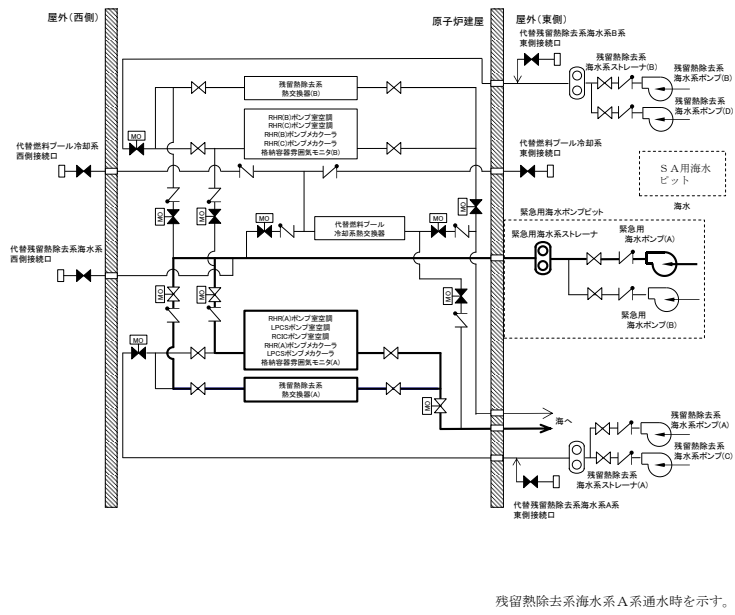 屋外(西側)
原子炉建屋
屋外(東側)
代替残留熱除去系海水系B系
東側接続口
残留熱除去系
海水系ストレーナ(B)
残留熱除去系
海水系ポンプ(B)
残留熱除去系
海水系ポンプ(D)
残留熱除去系
熱交換器(B)
RHR(B)ポンプ室空調
RHR(C)ポンプ室空調
RHR(B)ポンプメカクーラ
RHR(C)ポンプメカクーラ
格納容器雰囲気モニタ(B)
MO
代替燃料プール冷却系
西側接続口
代替燃料プール冷却系
東側接続口
SA用海水
ピット
海水
MO
MO
MO
MO
MO
代替燃料プール
冷却系熱交換器
緊急用海水ポンプピット
緊急用海水系ストレーナ
緊急用
海水ポンプ(A)
緊急用
海水ポンプ(B)
代替残留熱除去系海水系
西側接続口
MO
MO
MO
RHR(A)ポンプ室空調
LPCSポンプ室空調
RCICポンプ室空調
RHR(A)ポンプメカクーラ
LPCSポンプメカクーラ
格納容器雰囲気モニタ(A)
MO
残留熱除去系
熱交換器(A)
MO
海へ
残留熱除去系
海水系ポンプ(A)
残留熱除去系
海水系ポンプ(C)
残留熱除去系
海水系ストレーナ(A)
代替残留熱除去系海水系A系
東側接続口
残留熱除去系海水系A系通水時を示す。